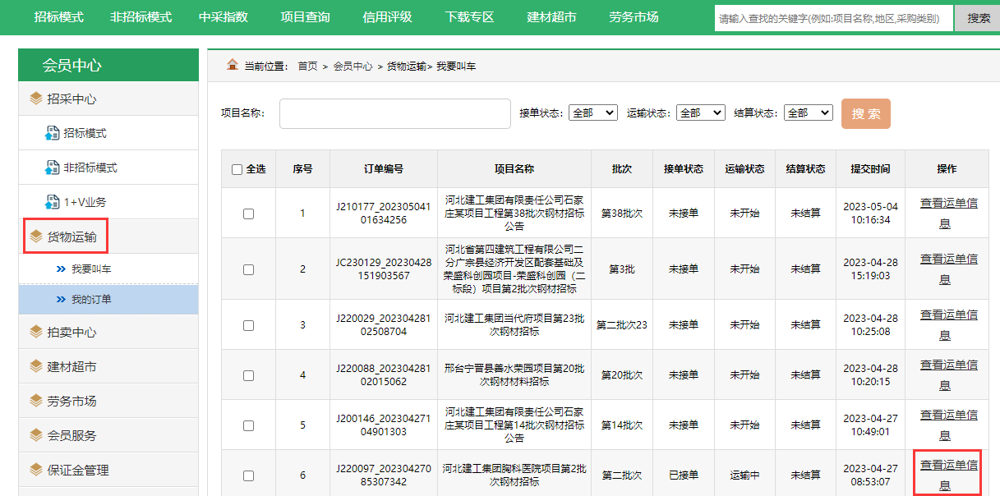 招标模式 非招标模式 中采指数 项目查询 信用评级 下载专区 建材超市 劳务市场 请输入查找的关键字(例如:项目名称,地区,采购类别) 搜索
会员中心
招采中心
招标模式
非招标模式
1+V业务
货物运输
我要叫车
我的订单
拍卖中心
建材超市
劳务市场
会员服务
保证金管理
当前位置： 首页 > 会员中心 > 货物运输> 我要叫车
项目名称： 接单状态： 全部 运输状态： 全部 结算状态： 全部 搜 索
全选 序号 订单编号 项目名称 批次 接单状态 运输状态 结算状态 提交时间 操作
1 J210177_202305041
01634256
河北建工集团有限责任公司石家
庄某项目工程第38批次钢材招标
公告
第38批次 未接单 未开始 未结算 2023-05-04
10:16:34
查看运单信
息
2 JC230129_20230428
151903567
河北省第四建筑工程有限公司二
分广宗县经济开发区配套基础及
荣盛科创园项目-荣盛科创园（二
标段）项目第2批次钢材招标
第3批 未接单 未开始 未结算 2023-04-28
15:19:03
查看运单信
息
3 J220029_202304281
02508704
河北建工集团当代府项目第23批
次钢材招标
第二批次23 未接单 未开始 未结算 2023-04-28
10:25:08
查看运单信
息
4 J220088_202304281
02015062
邢台宁晋县善水荣园项目第20批
次钢材材料招标
第20批次 未接单 未开始 未结算 2023-04-28
10:20:15
查看运单信
息
5 J200146_202304271
04901303
河北建工集团有限责任公司石家
庄某项目工程第14批次钢材招标
公告
第14批次 未接单 未开始 未结算 2023-04-27
10:49:01
查看运单信
息
6 J220097_202304270
85307342
河北建工集团胸科医院项目第2批
次钢材招标
第二批次 已接单 运输中 未结算 2023-04-27
08:53:07
查看运单信
息